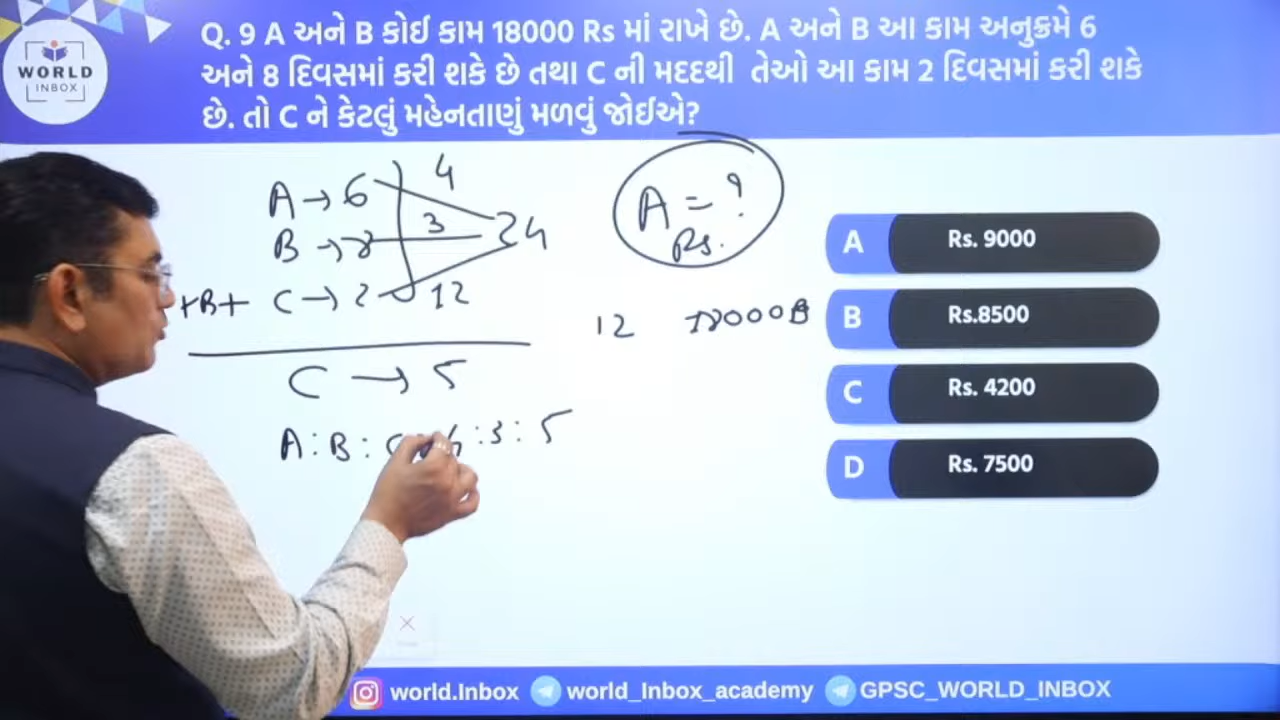 Q. 9 A અને B કોઈ કામ 18000 Rs માં રાખે છે. A અને B આ કામ અનુક્રમે 6
અને 8 દિવસમાં કરી શકે છે તથા C ની મદદથી તેઓ આ કામ 2 દિવસમાં કરી શકે
છે. તો C ને કેટલું મહેનતાણું મળવું જોઈએ?
WORLD
INBOX
A → 6 4
B → 8 3 24
+B+ C → 2 12
C → 5
A : B : : 3 : 5
A = ?
Rs.
12 18000
A Rs. 9000
B Rs.8500
C Rs. 4200
D Rs. 7500
world.Inbox world_Inbox_academy GPSC_WORLD_INBOX